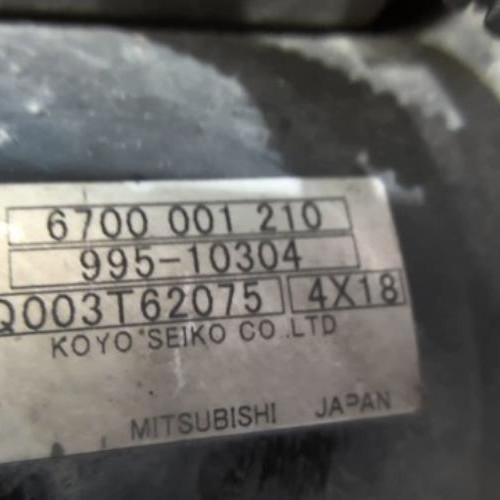 6700 001 210
995-10304
Q003T62075 4X18
KOYO SEIKO CO.,LTD
MITSUBISHI JAPAN